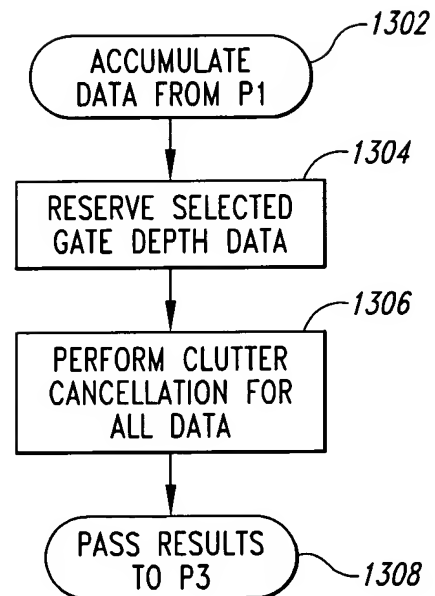 1302
ACCUMULATE
DATA FROM P1
1304
RESERVE SELECTED
GATE DEPTH DATA
1306
PERFORM CLUTTER
CANCELLATION FOR
ALL DATA
PASS RESULTS
TO P3
1308